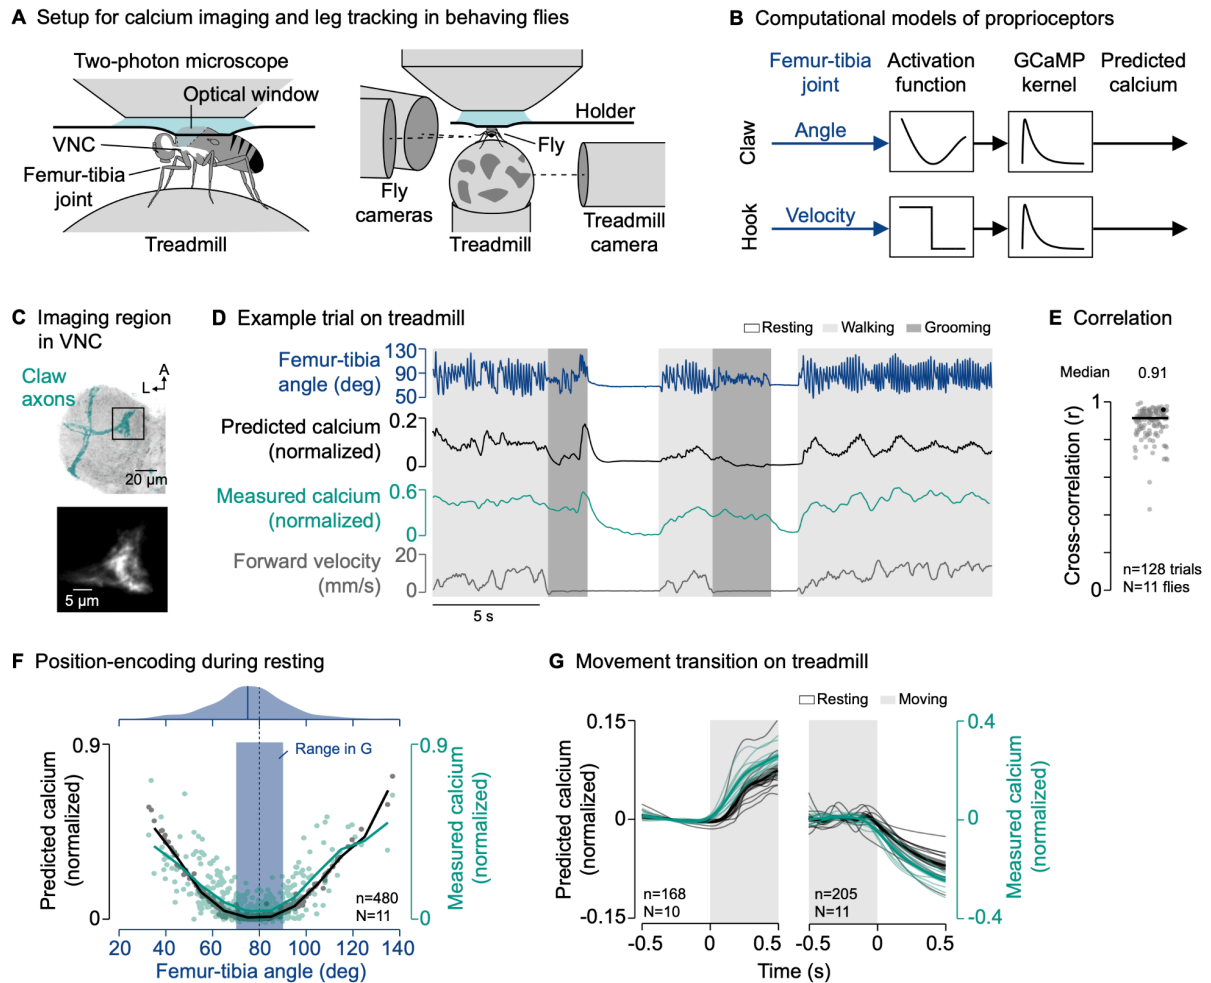 A Setup for calcium imaging and leg tracking in behaving flies
Two-photon microscope
Optical window
VNC
Femur-tibia
joint
Treadmill
Holder
Fly
Fly
cameras
Treadmill
Treadmill
camera
B Computational models of proprioceptors
Femur-tibia
joint
Activation
function
GCaMP
kernel
Predicted
calcium
Claw
Angle
Hook
Velocity
C Imaging region
in VNC
Claw
axons
A
L
20 µm
5 µm
D Example trial on treadmill
Resting
Walking
Grooming
Femur-tibia
angle (deg)
130
90
50
Predicted calcium
(normalized)
0.2
0
Measured calcium
(normalized)
0.6
0
Forward velocity
(mm/s)
20
0
5 s
E Correlation
Median 0.91
Cross-correlation (r)
1
0
n=128 trials
N=11 flies
F Position-encoding during resting
Range in G
Predicted calcium
(normalized)
0.9
0
0.9
0
Measured calcium
(normalized)
n=480
N=11
20 40 60 80 100 120 140
Femur-tibia angle (deg)
G Movement transition on treadmill
Resting
Moving
Predicted calcium
(normalized)
0.15
0
-0.15
n=168
N=10
n=205
N=11
0.4
0
-0.4
Measured calcium
(normalized)
-0.5 0 0.5
-0.5 0 0.5
Time (s)